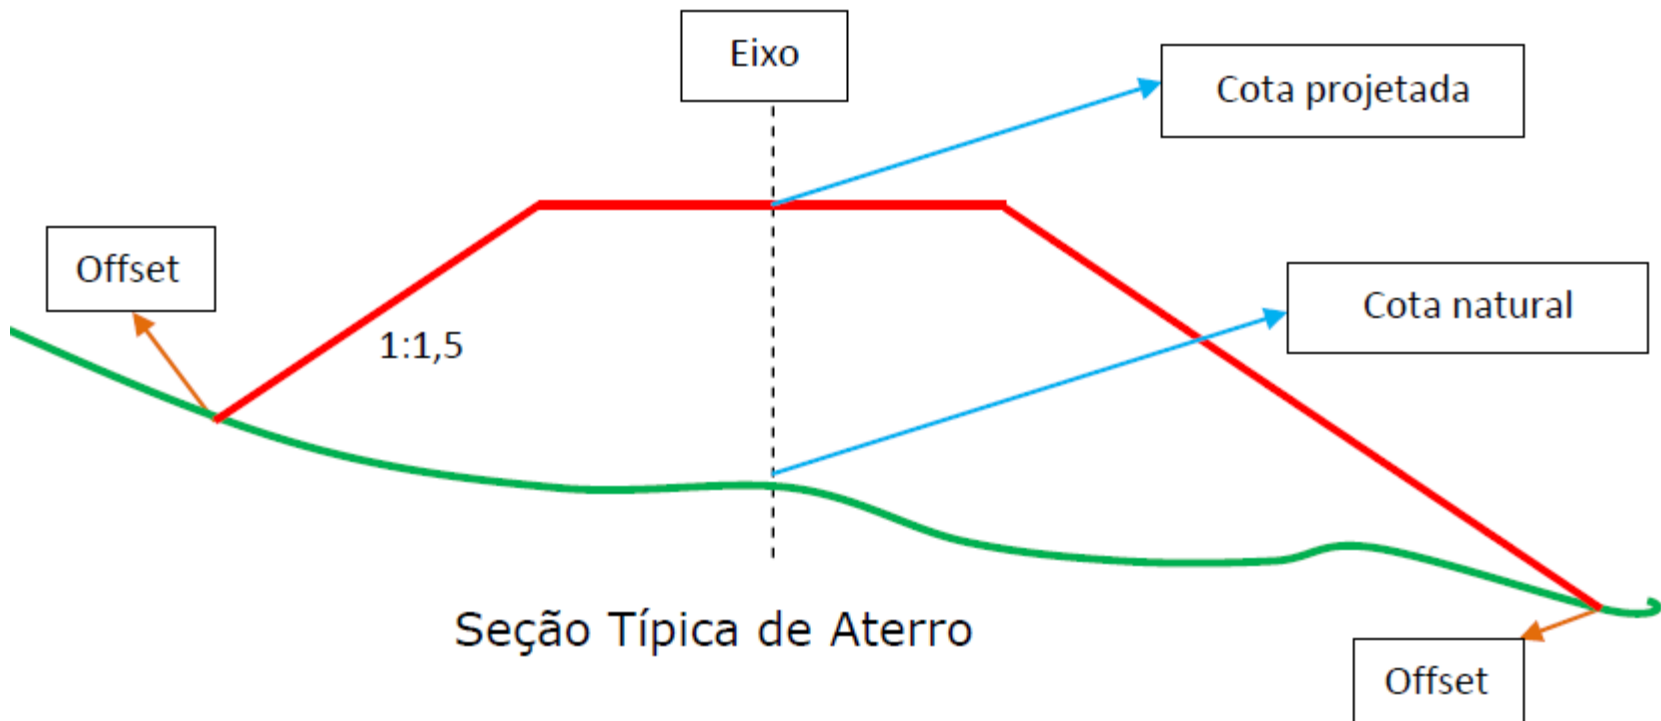 Eixo
Cota projetada
Offset
Cota natural
1:1,5
Seção Típica de Aterro
Offset